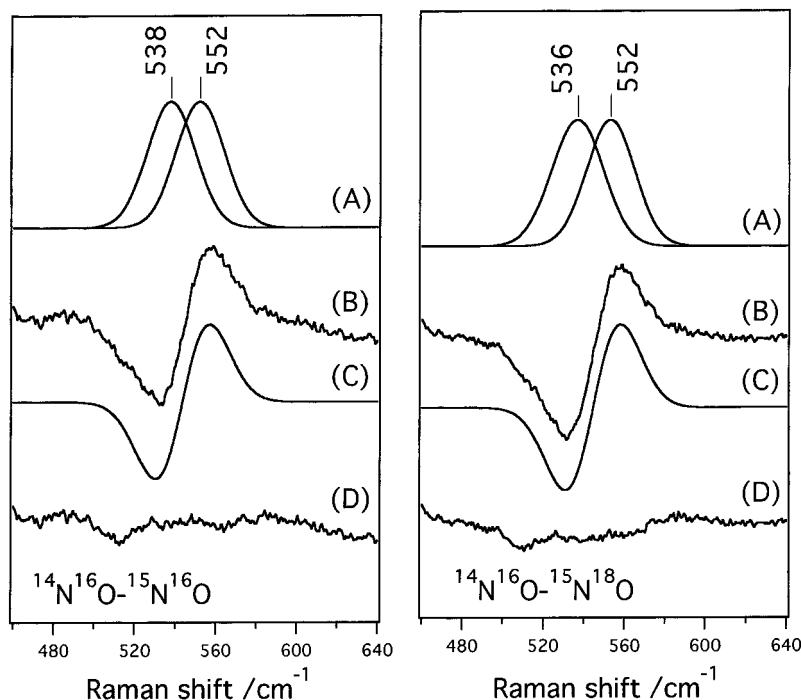 538
552
(A)
(B)
(C)
(D)
¹⁴N¹⁶O-¹⁵N¹⁶O
480 520 560 600 640
Raman shift /cm⁻¹
536
552
(A)
(B)
(C)
(D)
¹⁴N¹⁶O-¹⁵N¹⁸O
480 520 560 600 640
Raman shift /cm⁻¹